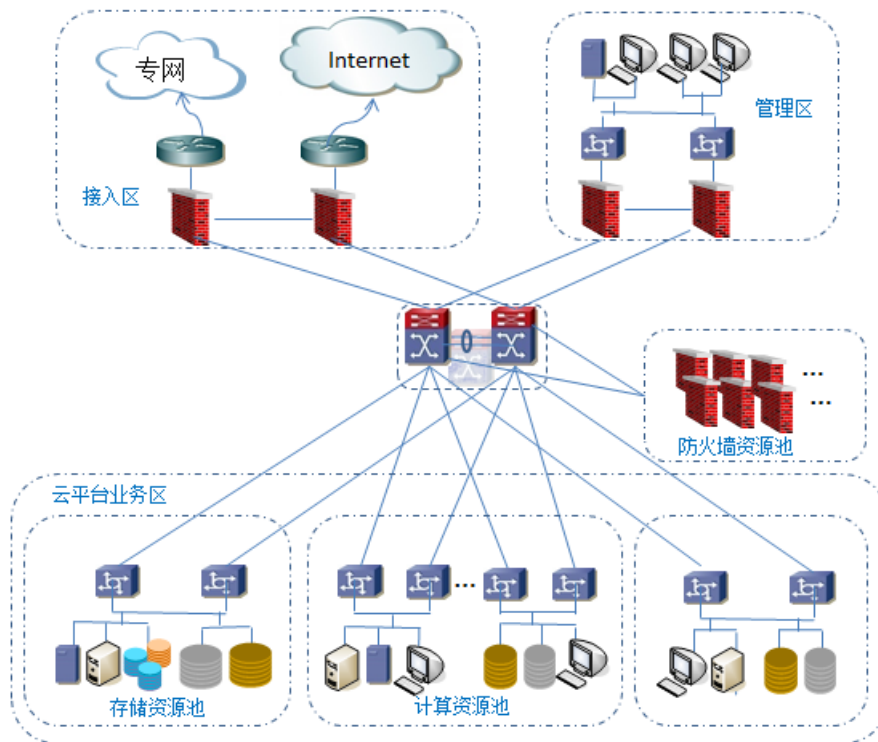 专网
Internet
接入区
管理区
...
...
防火墙资源池
云平台业务区
...
存储资源池
计算资源池